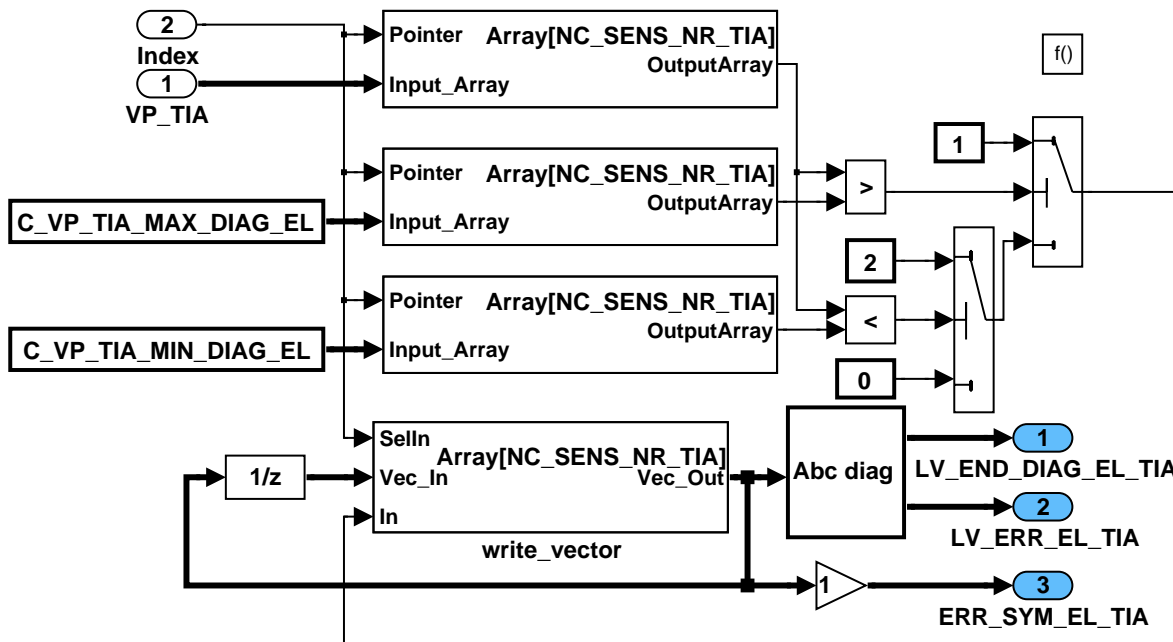 2
Index
1
VP_TIA
Pointer
Array[NC_SENS_NR_TIA]
OutputArray
Input_Array
f()
Pointer
Array[NC_SENS_NR_TIA]
OutputArray
Input_Array
C_VP_TIA_MAX_DIAG_EL
>
1
Pointer
Array[NC_SENS_NR_TIA]
OutputArray
Input_Array
C_VP_TIA_MIN_DIAG_EL
2
<
0
SelIn
Array[NC_SENS_NR_TIA]
Vec_In
Vec_Out
In
write_vector
1/z
Abc diag
1
LV_END_DIAG_EL_TIA
2
LV_ERR_EL_TIA
1
3
ERR_SYM_EL_TIA